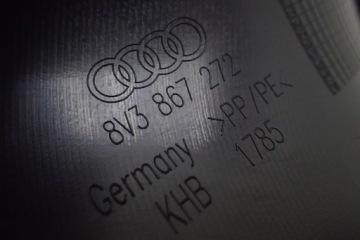 8V3 867 272
>PP/PE<
Germany 1785
KHB